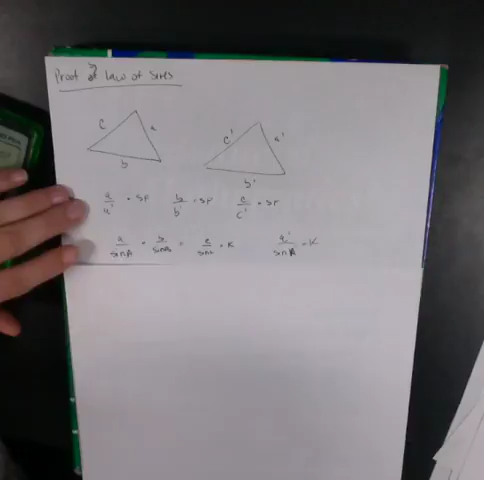 Proof of Law of Sines
c a c' a'
b b'
a/a' = SF b/b' = SF c/c' = SF
a/sinA = b/sinB = c/sinC = K a'/sinA = K